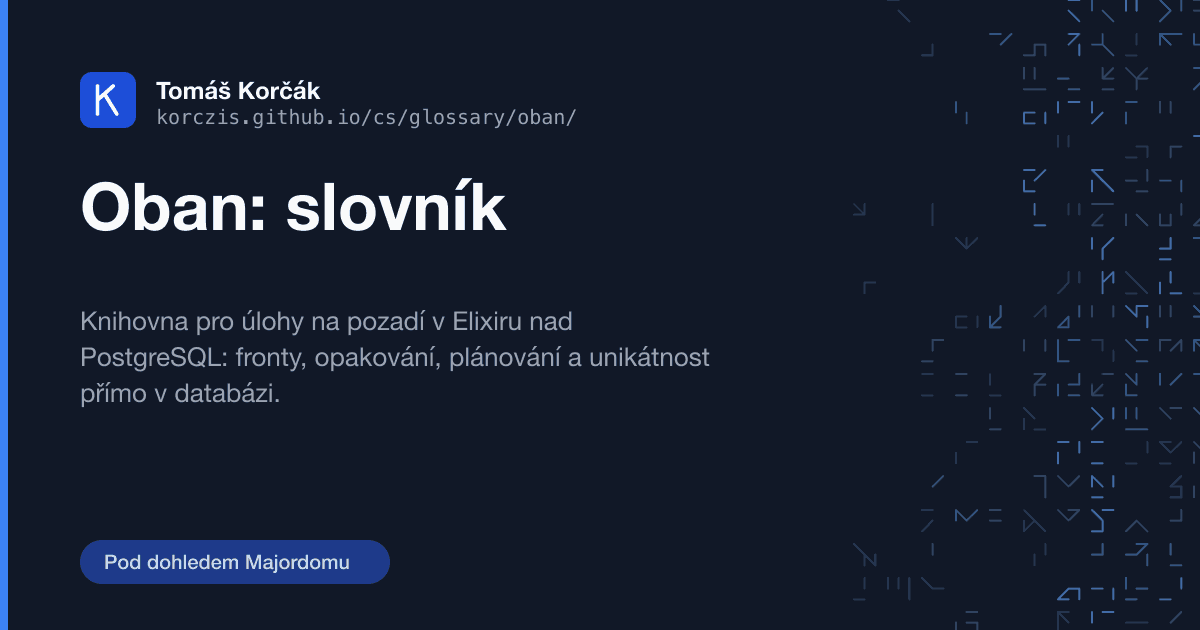 Tomáš Korčák
korczis.github.io/cs/glossary/oban/
Oban: slovník
Knihovna pro úlohy na pozadí v Elixiru nad
PostgreSQL: fronty, opakování, plánování a unikátnost
přímo v databázi.
Pod dohledem Majordomu